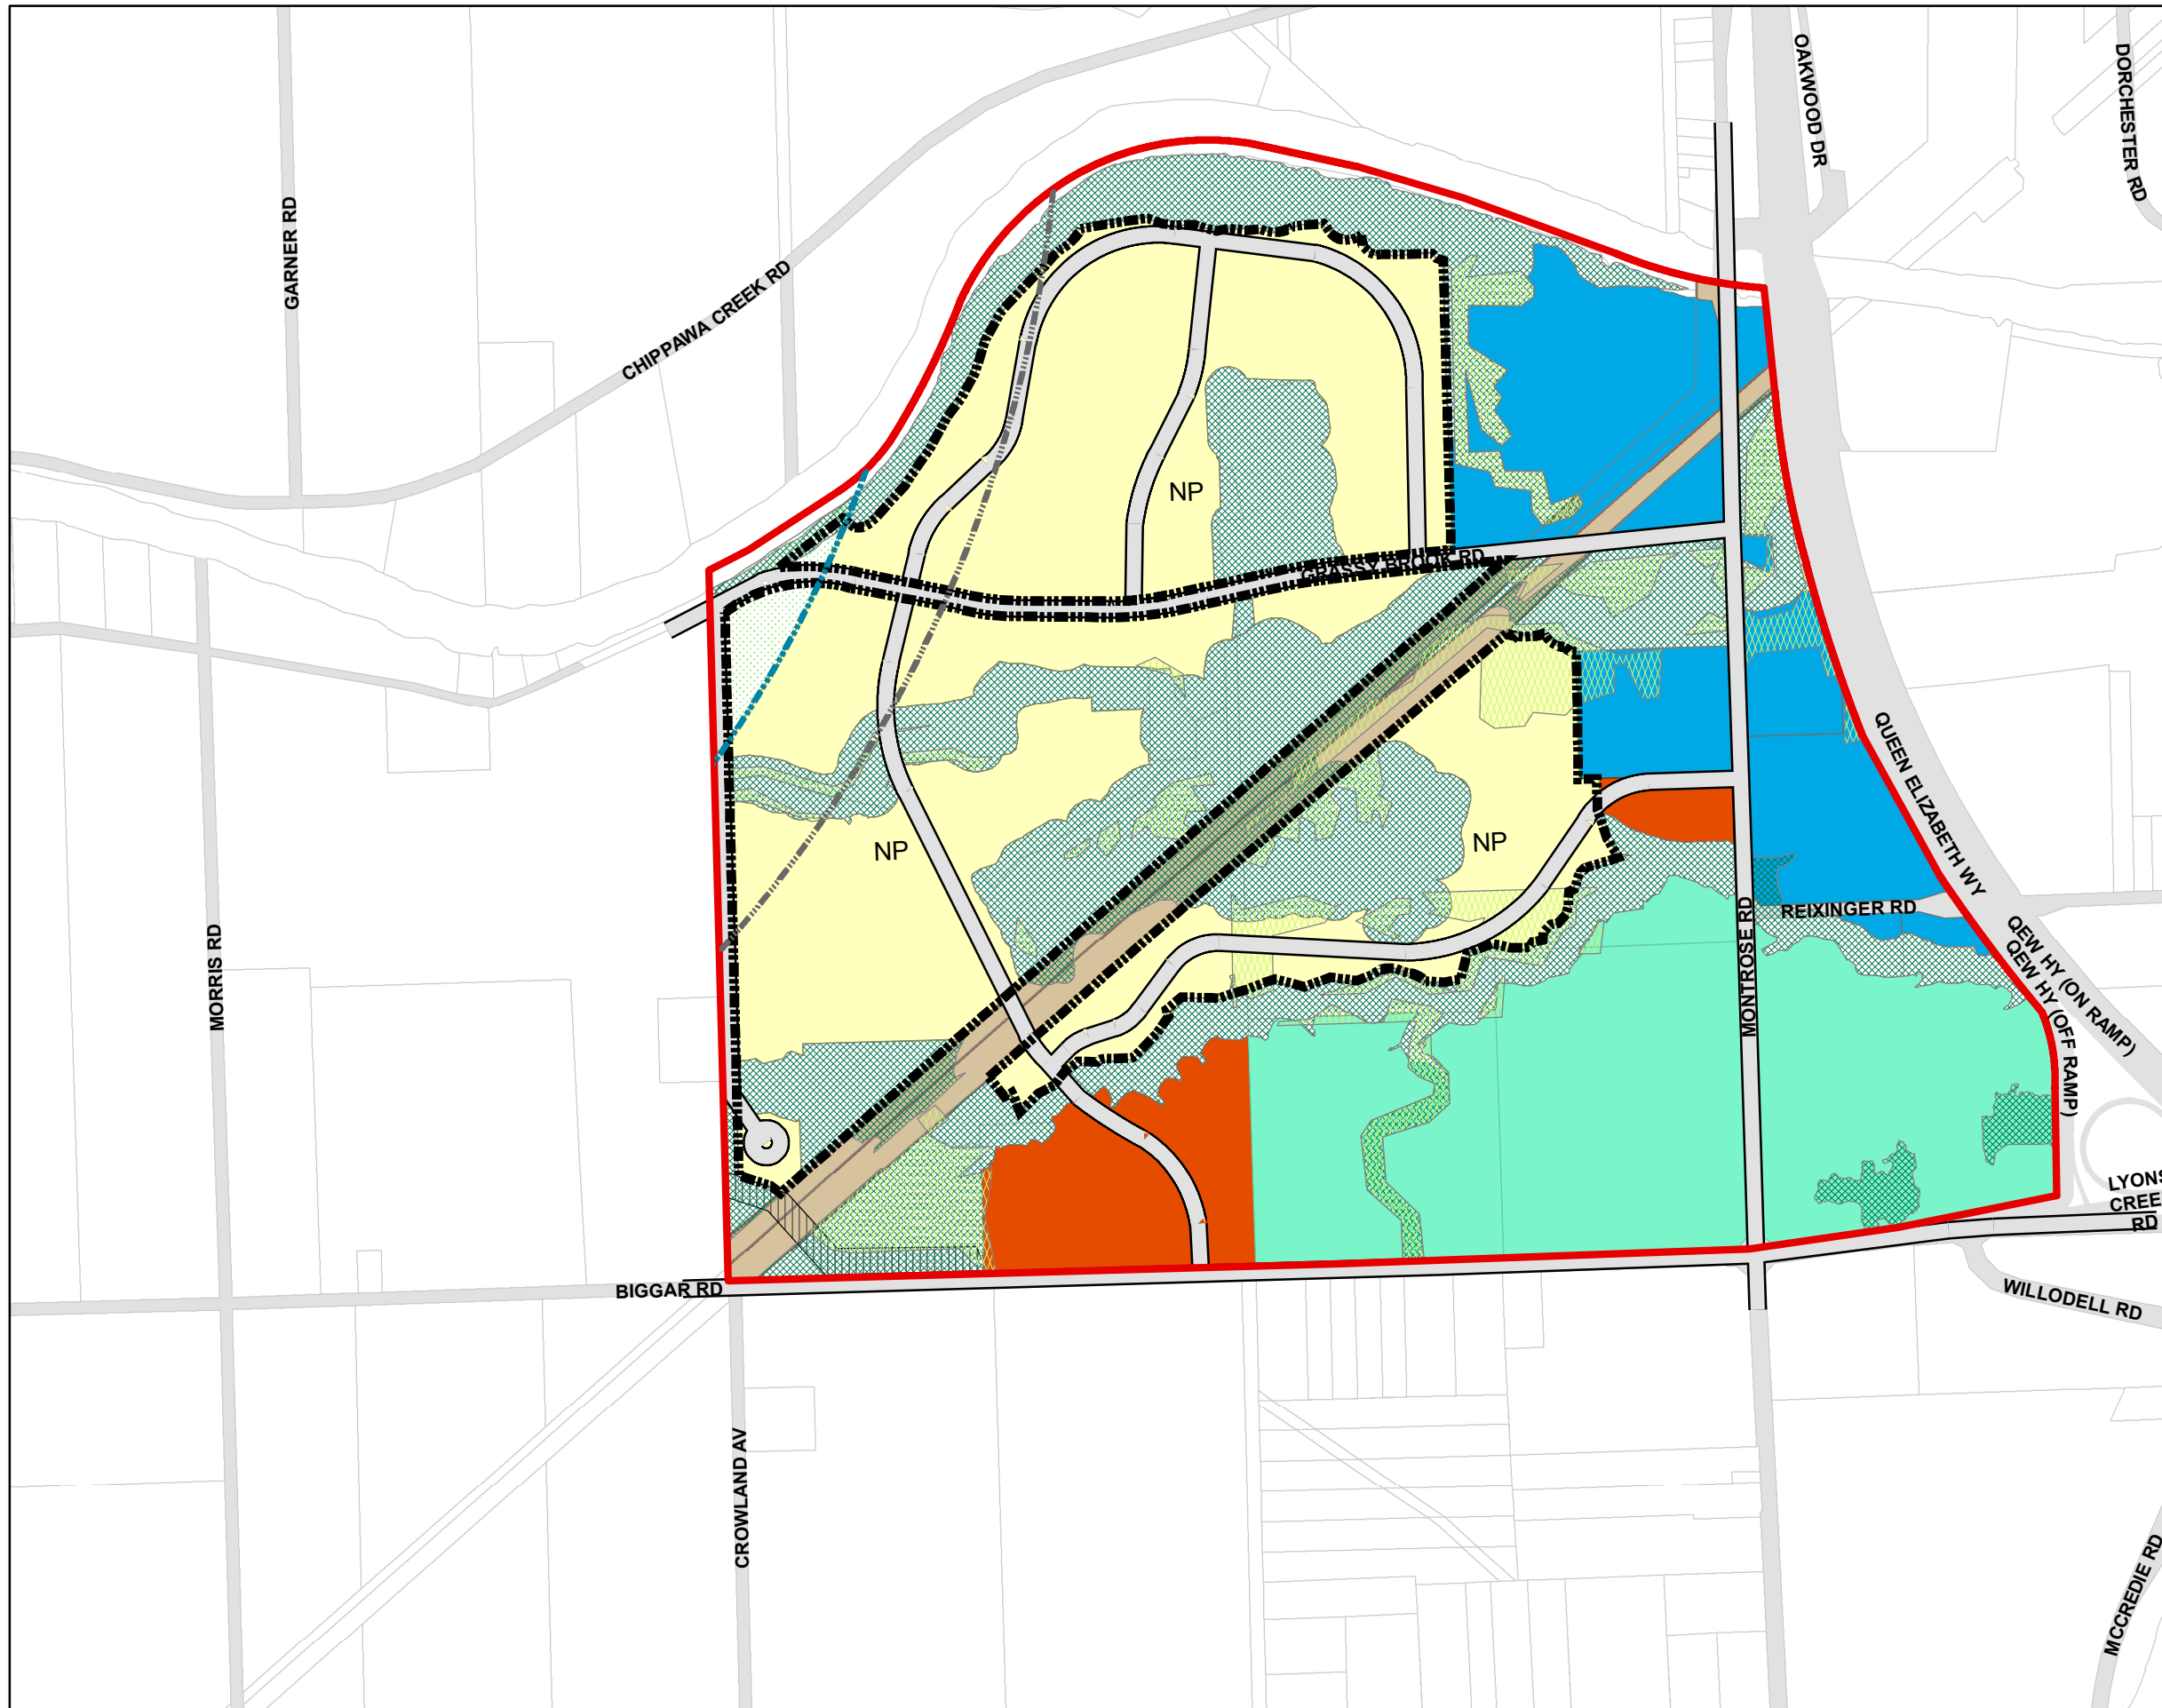 OAKWOOD DR
DORCHESTER RD
GARNER RD
CHIPPAWA CREEK RD
NP
GRASSY BROOK RD
QUEEN ELIZABETH WY
NP
NP
REIXINGER RD
MONTROSE RD
MORRIS RD
QEW HY (ON RAMP)
QEW HY (OFF RAMP)
LYONS
CREE
RD
BIGGAR RD
WILLODELL RD
CROWLAND AV
MCCREDIE RD